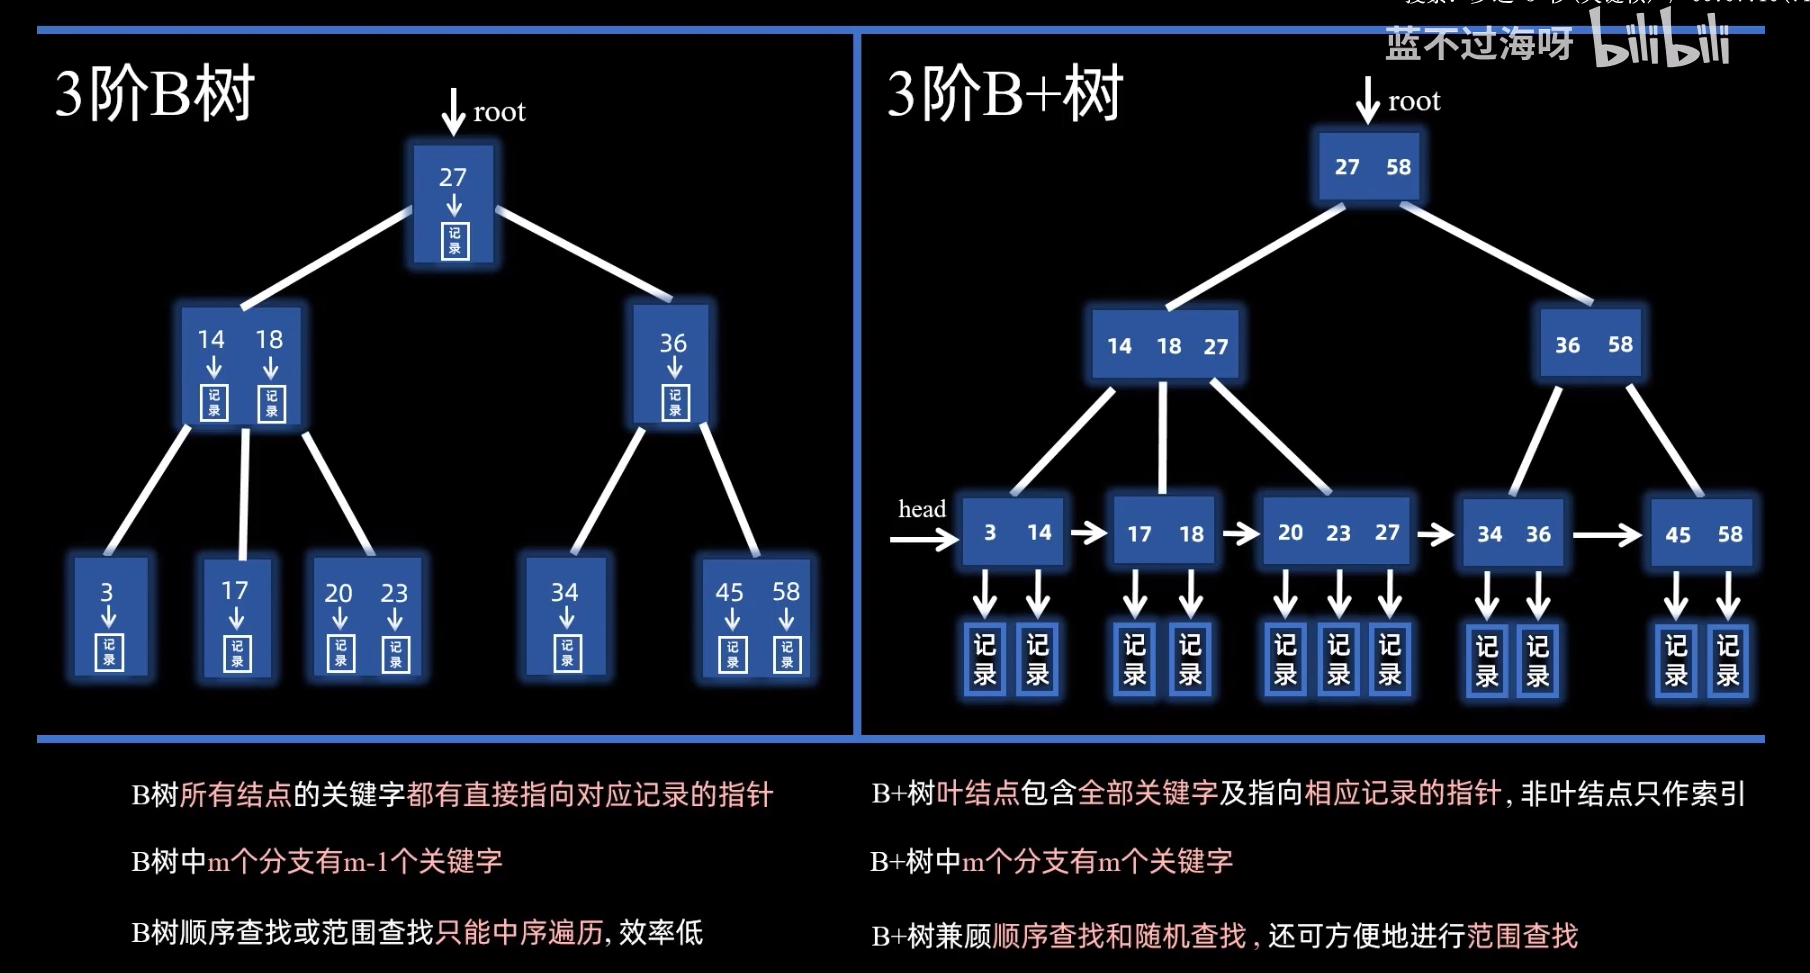 蓝不过海呀 bilibili
3阶B树
root
27
记录
14 18
记录 记录
36
记录
3
记录
17
记录
20 23
记录 记录
34
记录
45 58
记录 记录
3阶B+树
root
27 58
14 18 27
36 58
head
3 14
17 18
20 23 27
34 36
45 58
记录 记录 记录 记录 记录 记录 记录 记录 记录 记录 记录
B树所有结点的关键字都有直接指向对应记录的指针
B树中m个分支有m-1个关键字
B树顺序查找或范围查找只能中序遍历, 效率低
B+树叶结点包含全部关键字及指向相应记录的指针, 非叶结点只作索引
B+树中m个分支有m个关键字
B+树兼顾顺序查找和随机查找, 还可方便地进行范围查找